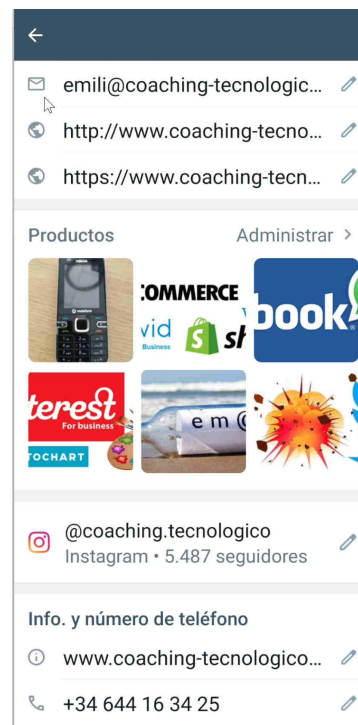 emili@coaching-tecnologic...
http://www.coaching-tecno...
https://www.coaching-tecn...
Productos
Administrar
COMMERCE
vid
Business
sh
book
terest
For business
TOCHART
em@
@coaching.tecnologico
Instagram • 5.487 seguidores
Info. y número de teléfono
www.coaching-tecnologico...
+34 644 16 34 25